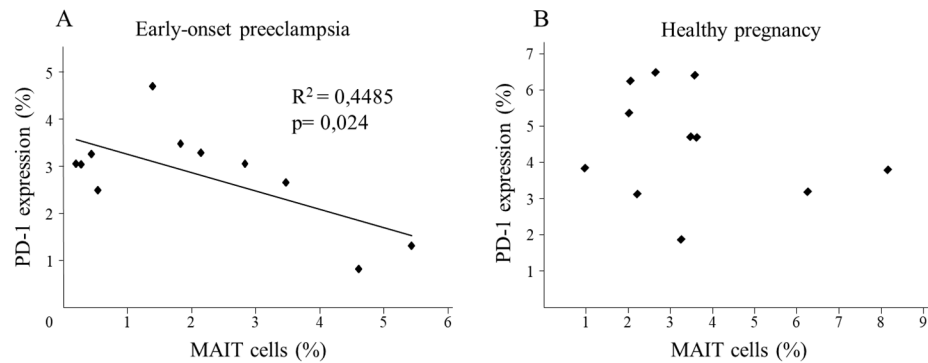 A
Early-onset preeclampsia
PD-1 expression (%)
5
4
3
2
1
0
1
2
3
4
5
6
R² = 0,4485
p= 0,024
MAIT cells (%)
B
Healthy pregnancy
PD-1 expression (%)
7
6
5
4
3
2
1
1
2
3
4
5
6
7
8
9
MAIT cells (%)